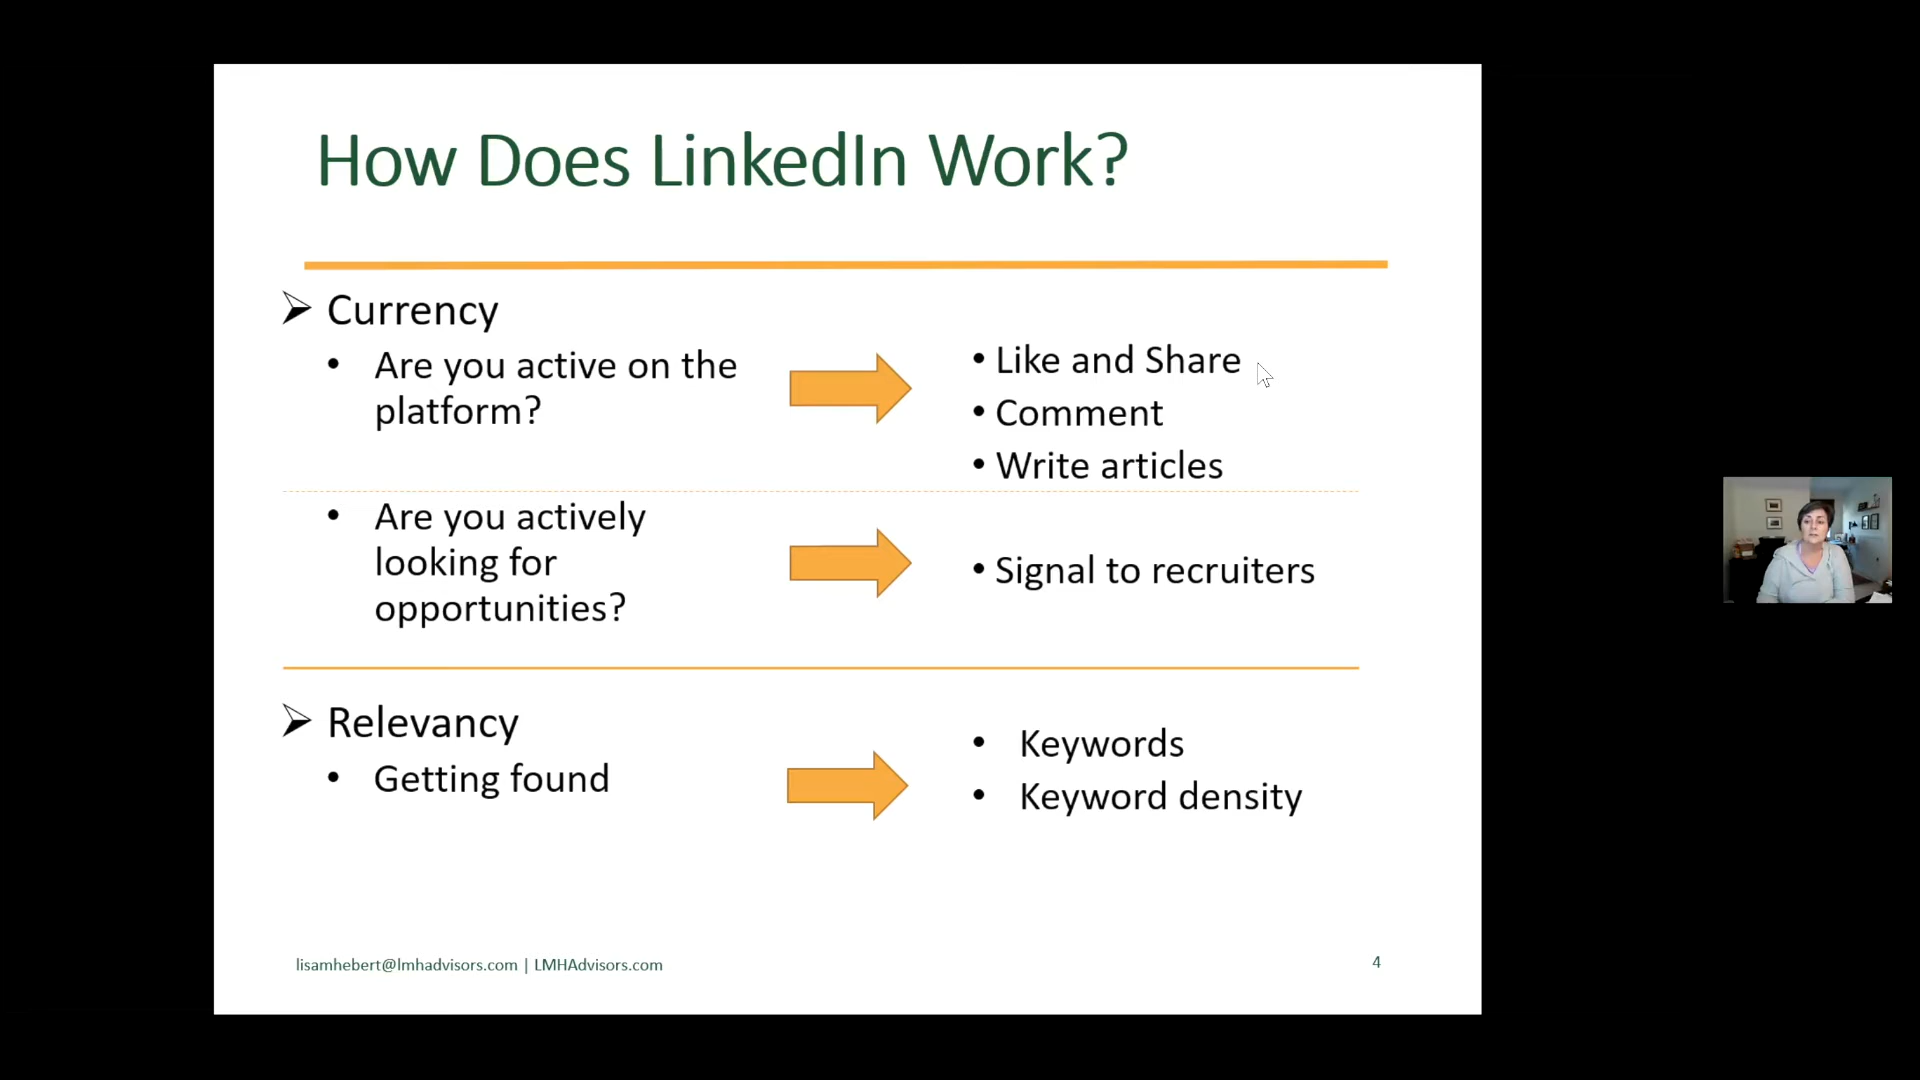 How Does LinkedIn Work?
Currency
• Are you active on the
platform?
• Like and Share
• Comment
• Write articles
• Are you actively
looking for
opportunities?
• Signal to recruiters
Relevancy
• Getting found
• Keywords
• Keyword density
lisamhebert@lmhadvisors.com | LMHAdvisors.com
4